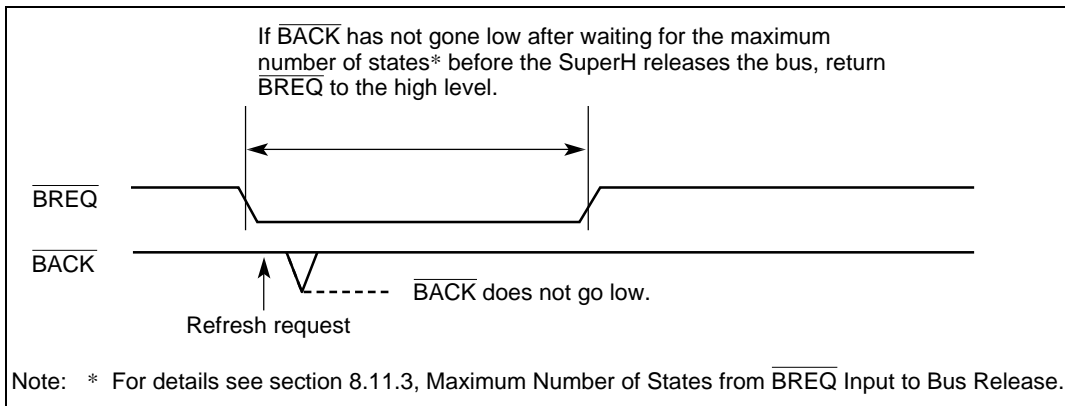 If BACK has not gone low after waiting for the maximum
number of states* before the SuperH releases the bus, return
BREQ to the high level.
BREQ
BACK
BACK does not go low.
Refresh request
Note: * For details see section 8.11.3, Maximum Number of States from BREQ Input to Bus Release.